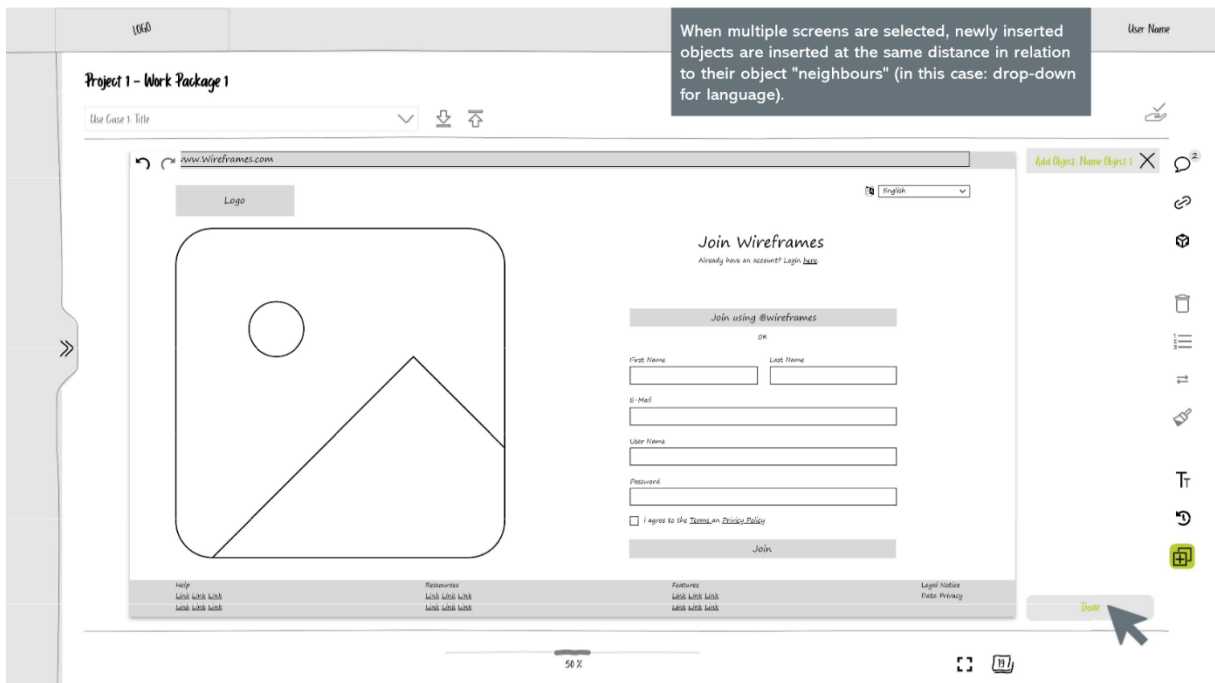 LOGO
When multiple screens are selected, newly inserted
objects are inserted at the same distance in relation
to their object "neighbours" (in this case: drop-down
for language).
User Name
Project 1 - Work Package 1
Use Case 1: Title
www.Wireframes.com
Add Object: Name Object 1
2
Logo
English
Join Wireframes
Already have an account? Login here.
Join using @wireframes
OR
First Name Last Name
E-Mail
User Name
Password
I agree to the Terms an Privicy Policy
Join
Help Ressources Features Legal Notice
Link Link Link Link Link Link Link Link Link Data Privacy
Link Link Link Link Link Link Link Link Link
Done
50 %
19